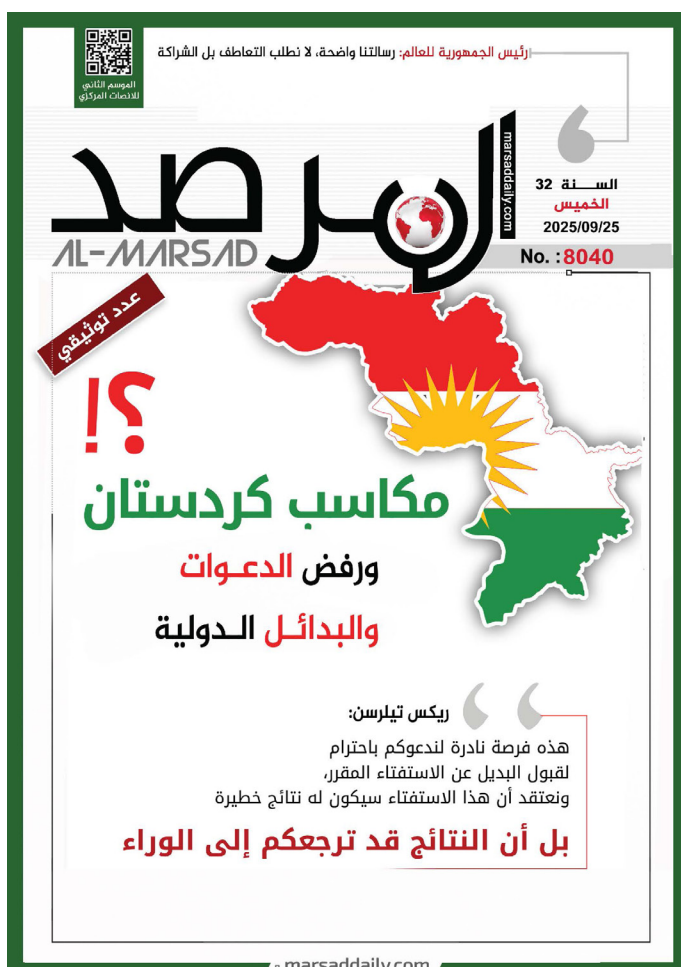 رئيس الجمهورية للعالم: رسالتنا واضحة، لا نطلب التعاطف بل الشراكة
الموسم الثاني
للانصات المركزي
المرصد
AL-MARSAD
marsaddaily.com
السنة 32
الخميس
2025/09/25
No. : 8040
عدد توثيقي
؟!
مكاسب كردستان
ورفض الدعوات
والبدائل الدولية
ريكس تيلرسن:
هذه فرصة نادرة لندعوكم باحترام
لقبول البديل عن الاستفتاء المقرر،
ونعتقد أن هذا الاستفتاء سيكون له نتائج خطيرة
بل أن النتائج قد ترجعكم إلى الوراء
marsaddaily.com